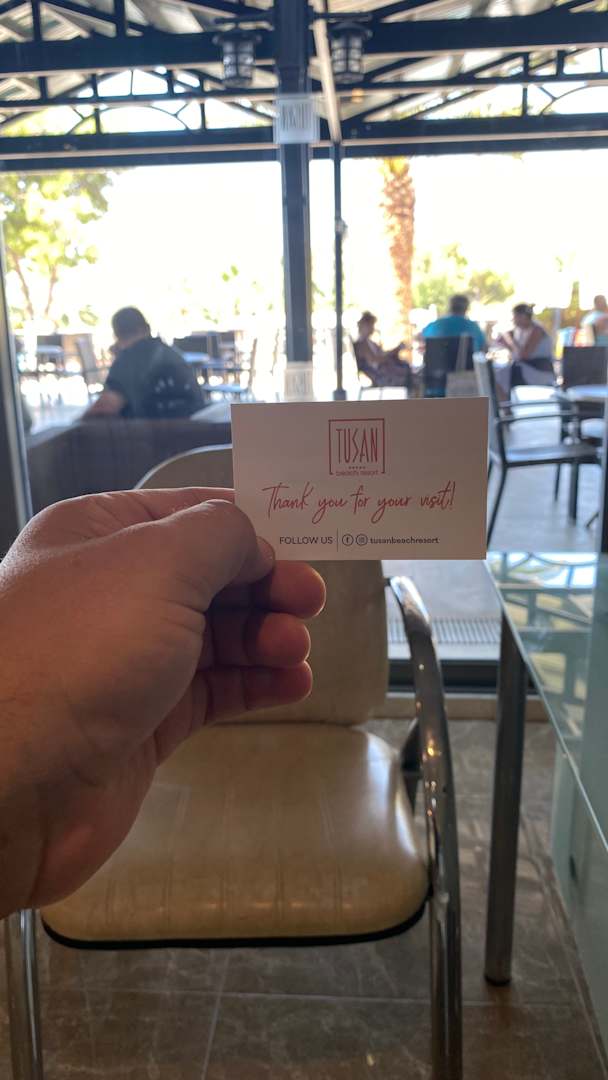 TUSAN
beach resort
Thank you for your visit!
FOLLOW US
tusanbeachresort